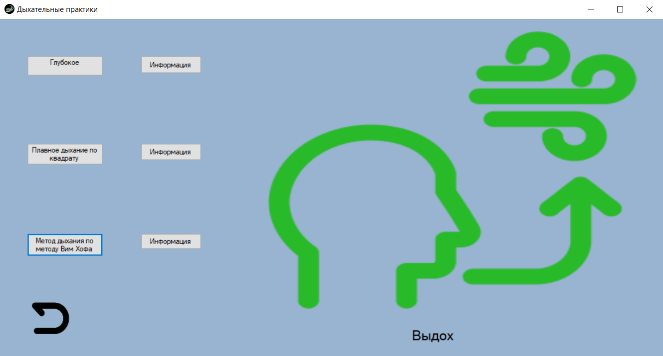 Дыхательные практики
Глубокое
Информация
Плавное дыхание по
квадрату
Информация
Метод дыхания по
методу Вим Хофа
Информация
Выдох